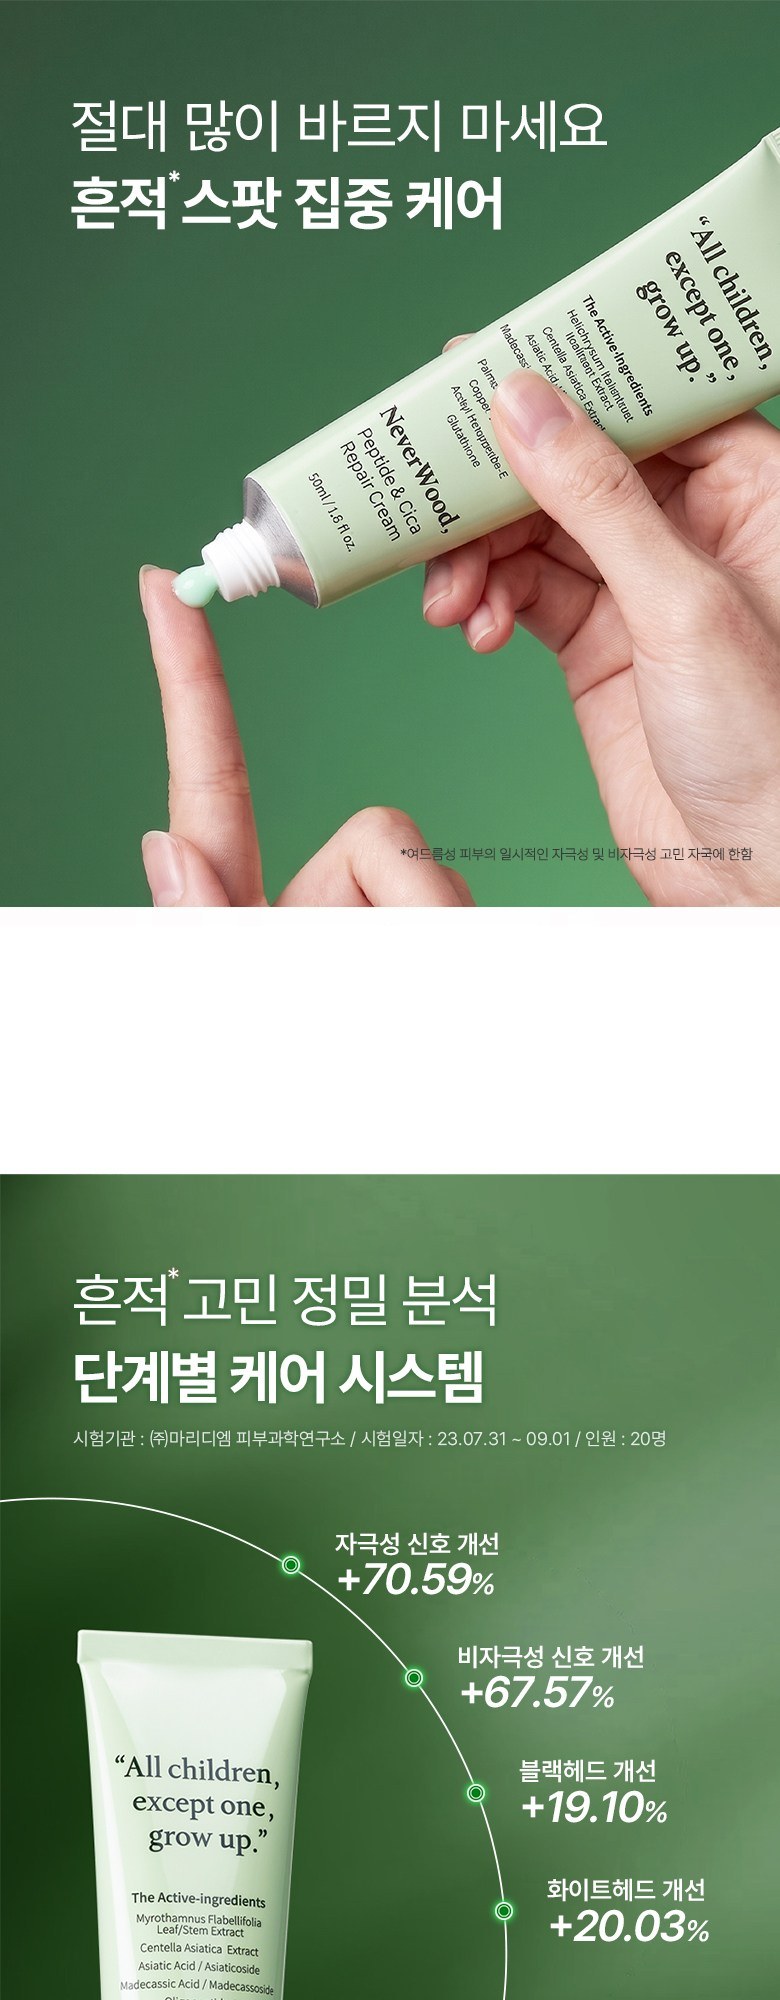 절대 많이 바르지 마세요
흔적*스팟 집중 케어
“All children,
except one,
grow up.”
The Active-Ingredients
Centella Asiatica Extract
Asiatic Acid
Glutathione
NeverWood,
Peptide & Cica
Repair Cream
50ml / 1.6 fl oz.
*여드름성 피부의 일시적인 자극성 및 비자극성 고민 자국에 한함
흔적*고민 정밀 분석
단계별 케어 시스템
시험기관 : ㈜마리디엠 피부과학연구소 / 시험일자 : 23.07.31 ~ 09.01 / 인원 : 20명
자극성 신호 개선
+70.59%
비자극성 신호 개선
+67.57%
블랙헤드 개선
+19.10%
화이트헤드 개선
+20.03%
“All children,
except one,
grow up.”
The Active-ingredients
Myrothamnus Flabellifolia
Leaf/Stem Extract
Centella Asiatica Extract
Asiatic Acid / Asiaticoside
Madecassic Acid / Madecassoside